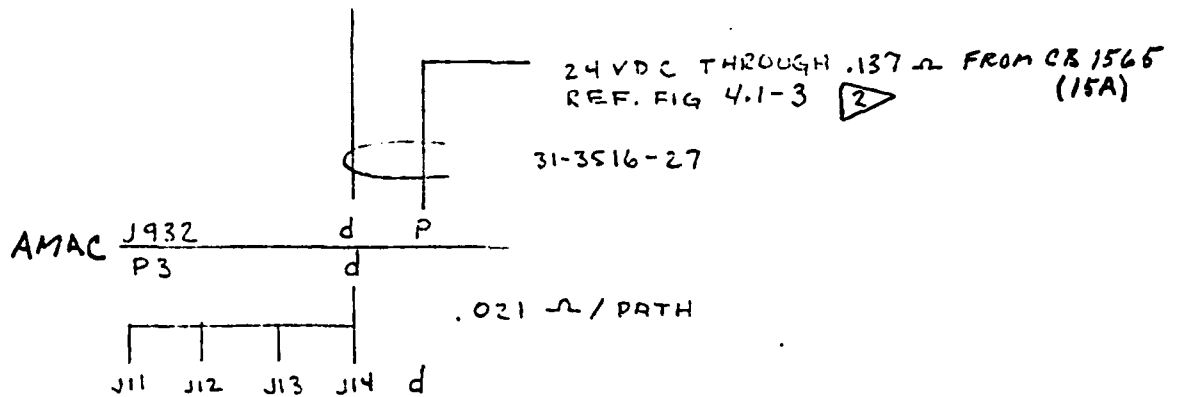 24 VDC THROUGH .137 Ω FROM CB 1565
(15A)
REF. FIG 4.1-3 2
31-3516-27
AMAC J932 d P
P3 d
.021 Ω / PATH
J11 J12 J13 J14 d